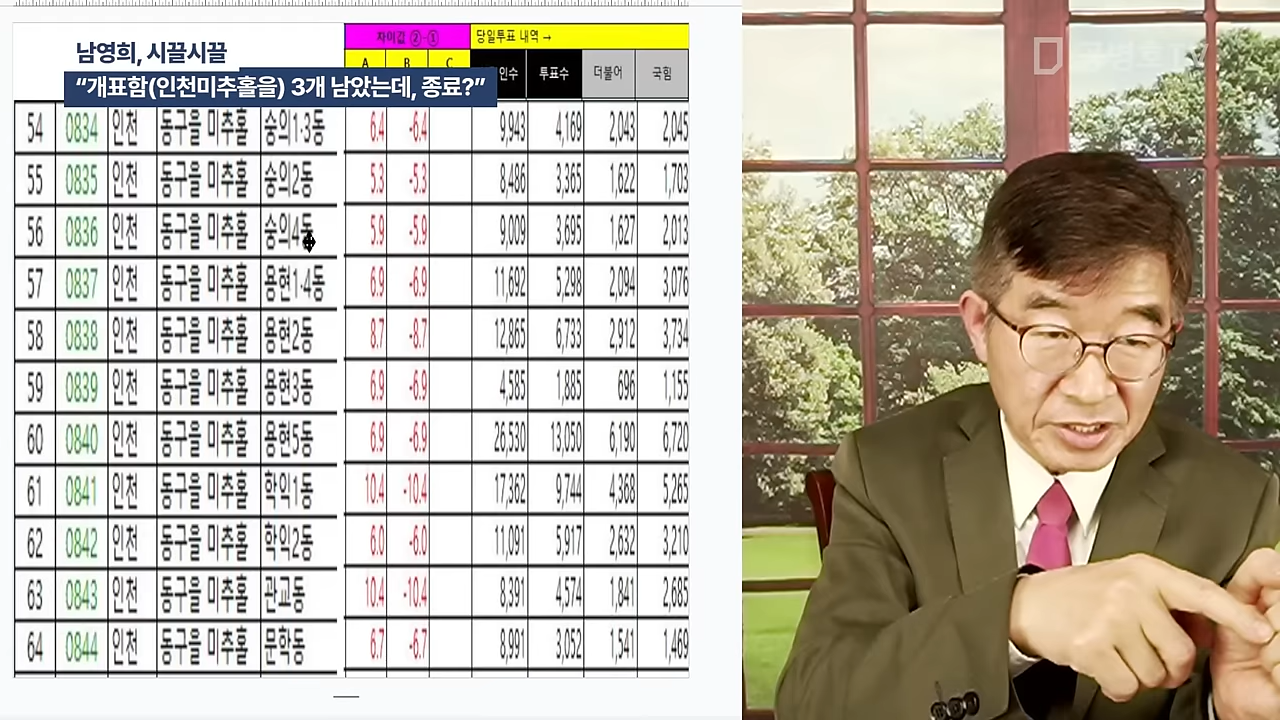 차이값 ②-①
당일투표 내역 →
남영희, 시끌시끌
“개표함(인천미추홀을) 3개 남았는데, 종료?”
A B C 인수 투표수 더불어 국힘
54 0834 인천 동구을 미추홀 숭의1·3동 6.4 -6.4 9,943 4,169 2,043 2,045
55 0835 인천 동구을 미추홀 숭의2동 5.3 -5.3 8,486 3,365 1,622 1,703
56 0836 인천 동구을 미추홀 숭의4동 5.9 -5.9 9,009 3,695 1,627 2,013
57 0837 인천 동구을 미추홀 용현1·4동 6.9 -6.9 11,692 5,298 2,094 3,076
58 0838 인천 동구을 미추홀 용현2동 8.7 -8.7 12,865 6,733 2,912 3,734
59 0839 인천 동구을 미추홀 용현3동 6.9 -6.9 4,585 1,885 696 1,155
60 0840 인천 동구을 미추홀 용현5동 6.9 -6.9 26,530 13,050 6,190 6,720
61 0841 인천 동구을 미추홀 학익1동 10.4 -10.4 17,362 9,744 4,368 5,265
62 0842 인천 동구을 미추홀 학익2동 6.0 -6.0 11,091 5,917 2,632 3,210
63 0843 인천 동구을 미추홀 관교동 10.4 -10.4 8,391 4,574 1,841 2,685
64 0844 인천 동구을 미추홀 문학동 6.7 -6.7 8,991 3,052 1,541 1,469